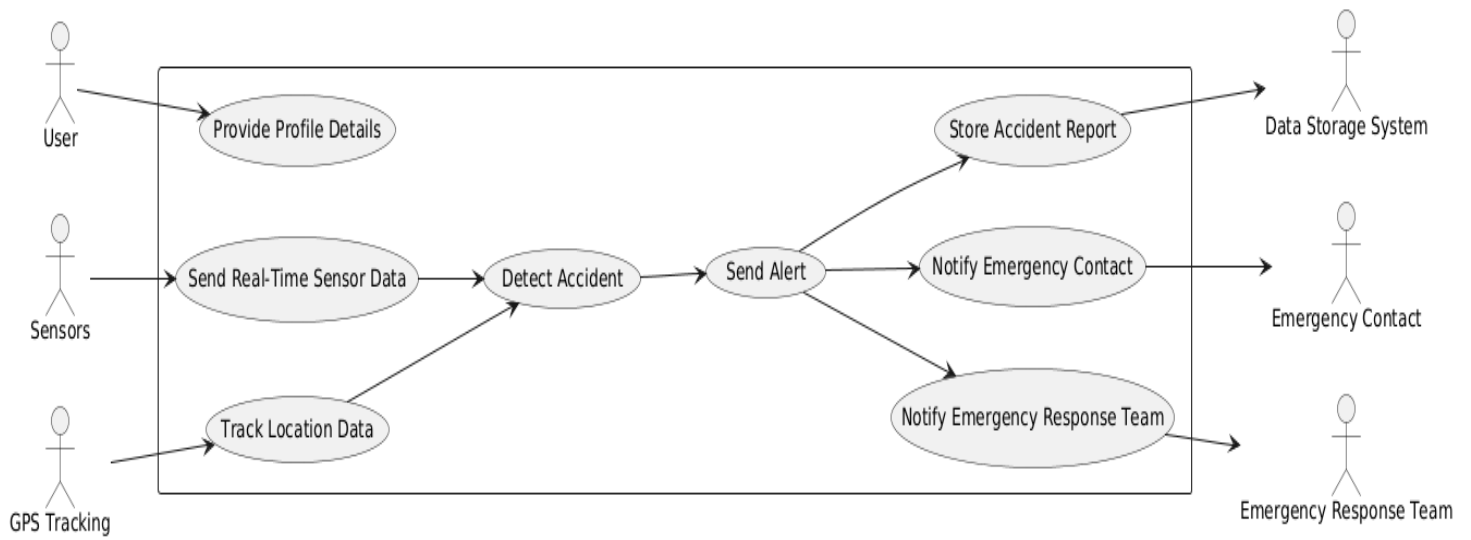 User
Provide Profile Details
Store Accident Report
Data Storage System
Sensors
Send Real-Time Sensor Data
Detect Accident
Send Alert
Notify Emergency Contact
Emergency Contact
GPS Tracking
Track Location Data
Notify Emergency Response Team
Emergency Response Team